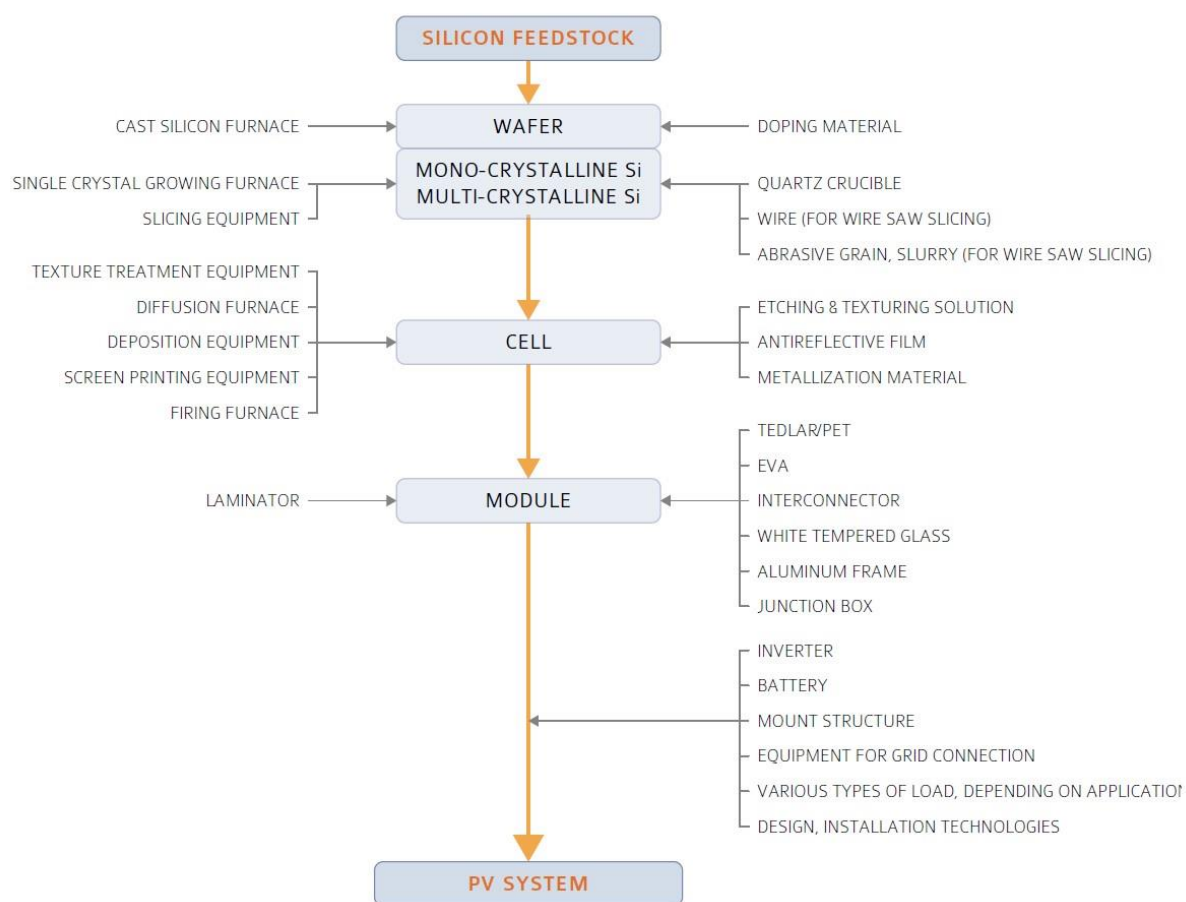 SILICON FEEDSTOCK
CAST SILICON FURNACE
WAFER
DOPING MATERIAL
SINGLE CRYSTAL GROWING FURNACE
SLICING EQUIPMENT
MONO-CRYSTALLINE Si
MULTI-CRYSTALLINE Si
QUARTZ CRUCIBLE
WIRE (FOR WIRE SAW SLICING)
ABRASIVE GRAIN, SLURRY (FOR WIRE SAW SLICING)
TEXTURE TREATMENT EQUIPMENT
DIFFUSION FURNACE
DEPOSITION EQUIPMENT
SCREEN PRINTING EQUIPMENT
FIRING FURNACE
CELL
ETCHING & TEXTURING SOLUTION
ANTIREFLECTIVE FILM
METALLIZATION MATERIAL
LAMINATOR
MODULE
TEDLAR/PET
EVA
INTERCONNECTOR
WHITE TEMPERED GLASS
ALUMINUM FRAME
JUNCTION BOX
INVERTER
BATTERY
MOUNT STRUCTURE
EQUIPMENT FOR GRID CONNECTION
VARIOUS TYPES OF LOAD, DEPENDING ON APPLICATION
DESIGN, INSTALLATION TECHNOLOGIES
PV SYSTEM